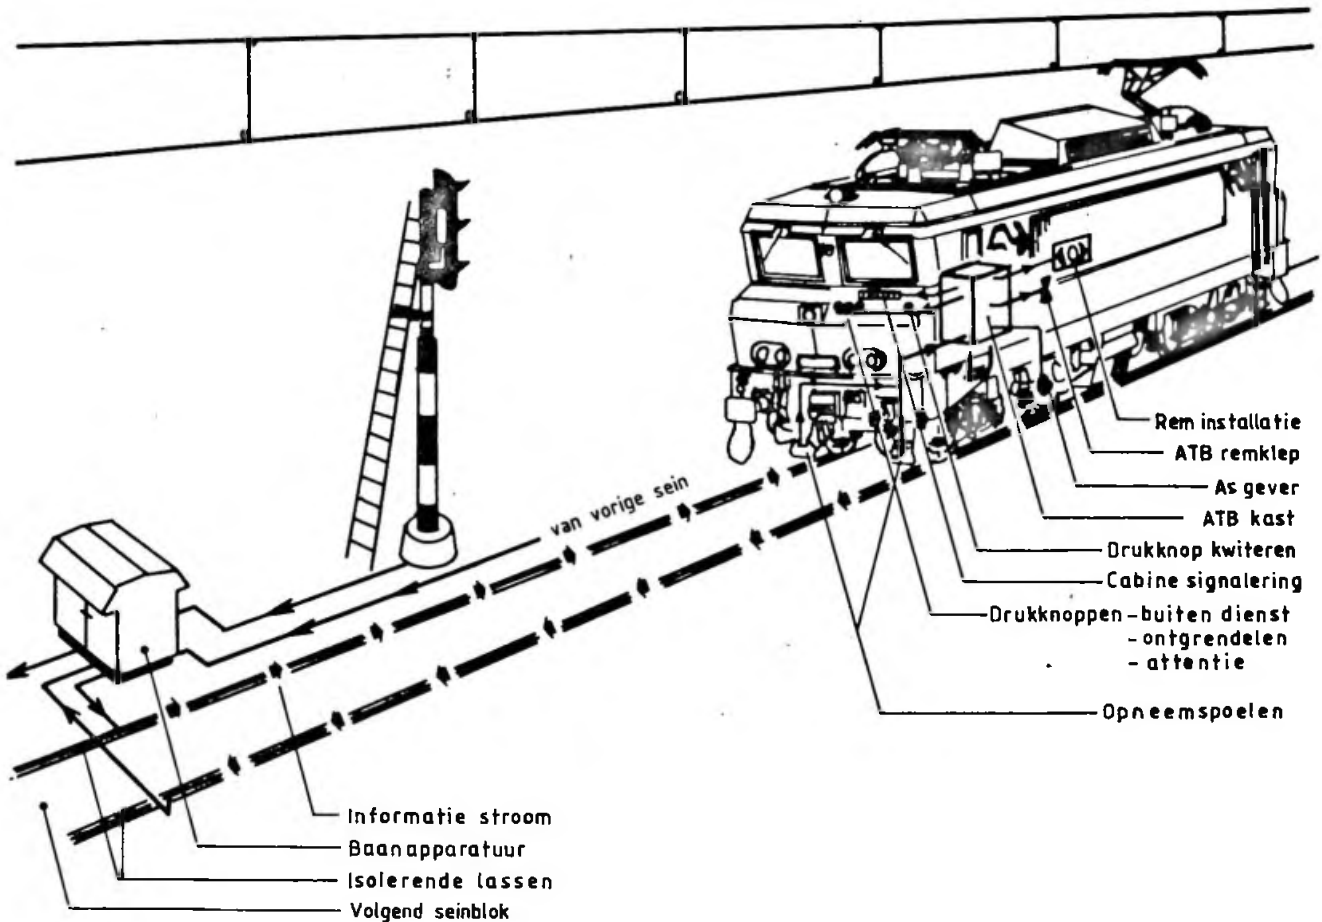 van vorige sein
Rem installatie
ATB remklep
As gever
ATB kast
Drukknop kwiteren
Cabine signalering
Drukknoppen - buiten dienst
- ontgrendelen
- attentie
Opneemspoelen
Informatie stroom
Baanapparatuur
Isolerende lassen
Volgend seinblok